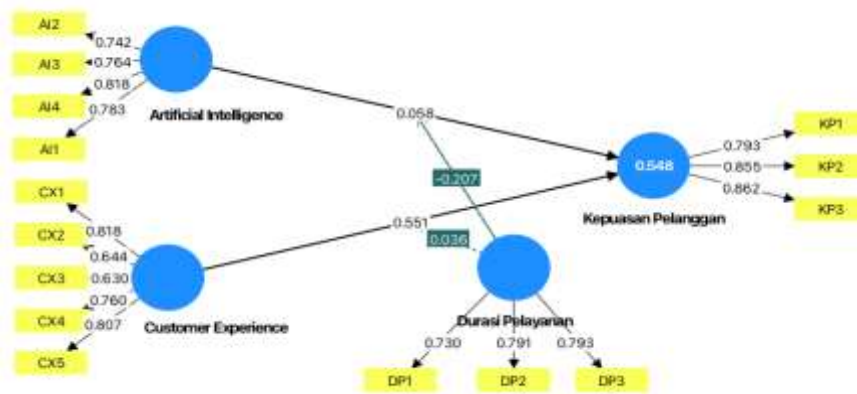 AI2
0.742
AI3
0.764
AI4
0.818
AI1
0.783
Artificial Intelligence
0.058
CX1
0.818
CX2
0.644
CX3
0.630
CX4
0.760
CX5
0.807
Customer Experience
0.551
-0.207
0.036
Durasi Pelayanan
0.730
0.791
0.793
DP1
DP2
DP3
0.548
Kepuasan Pelanggan
0.793
KP1
0.855
KP2
0.862
KP3